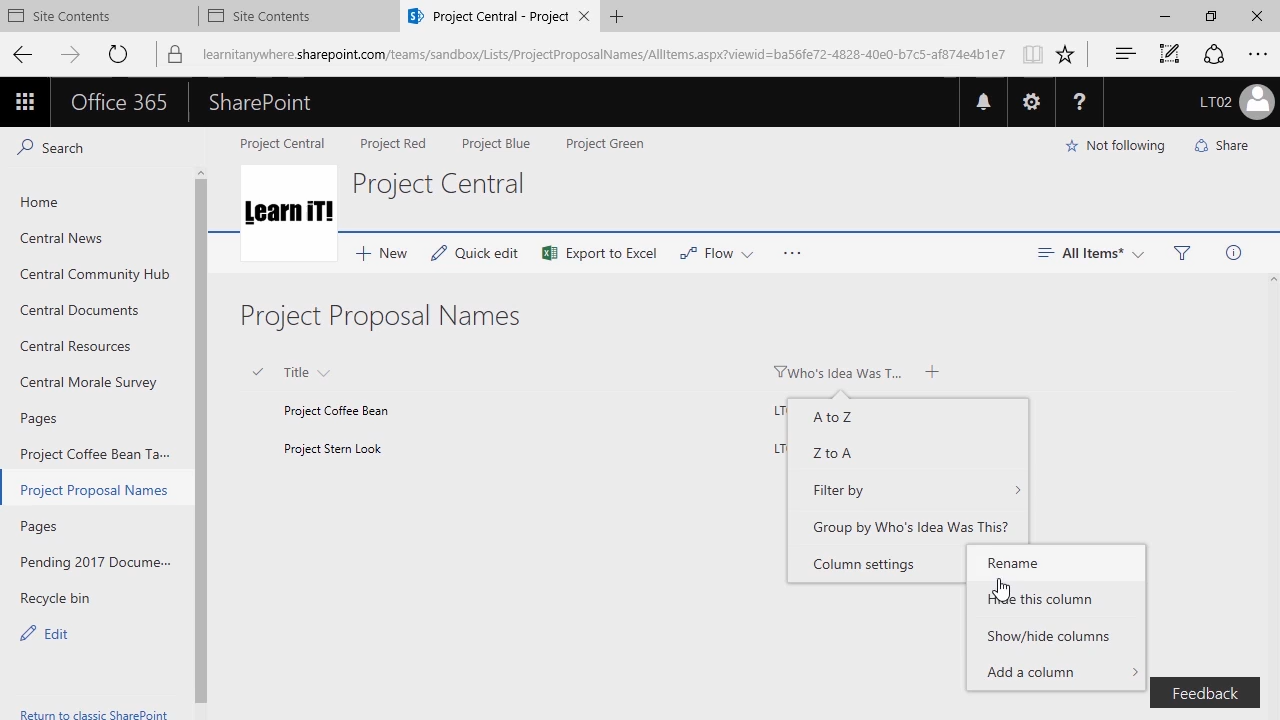 Site Contents
Site Contents
Project Central - Project
learnitanywhere.sharepoint.com/teams/sandbox/Lists/ProjectProposalNames/AllItems.aspx?viewid=ba56fe72-4828-40e0-b7c5-af874e4b1e7
Office 365 SharePoint
? LT02
Search
Project Central Project Red Project Blue Project Green
Not following Share
Learn iT!
Project Central
New Quick edit Export to Excel Flow ...
All Items*
Home
Central News
Central Community Hub
Central Documents
Central Resources
Central Morale Survey
Pages
Project Coffee Bean Ta...
Project Proposal Names
Pages
Pending 2017 Docume...
Recycle bin
Edit
Return to classic SharePoint
Project Proposal Names
Title Who's Idea Was T...
Project Coffee Bean
Project Stern Look
A to Z
Z to A
Filter by
Group by Who's Idea Was This?
Column settings
Rename
Hide this column
Show/hide columns
Add a column
Feedback